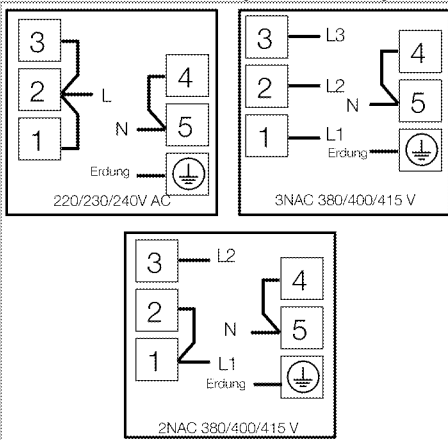 3
2
1
L
4
5
N
Erdung
220/230/240V AC
3
2
1
L3
L2
L1
4
5
N
Erdung
3NAC 380/400/415 V
3
2
1
L2
L1
4
5
N
Erdung
2NAC 380/400/415 V